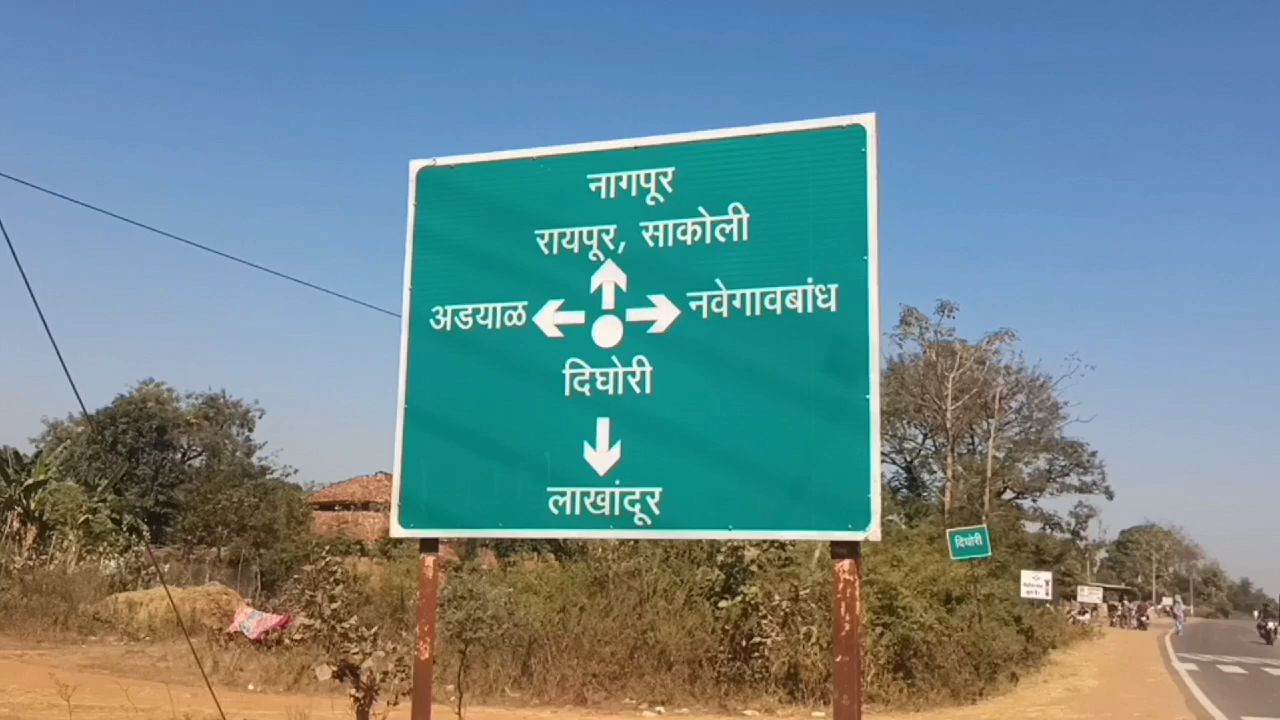 नागपूर
रायपूर, साकोली
अडयाळ नवेगावबांध
दिघोरी
लाखांदूर
दिघोरी